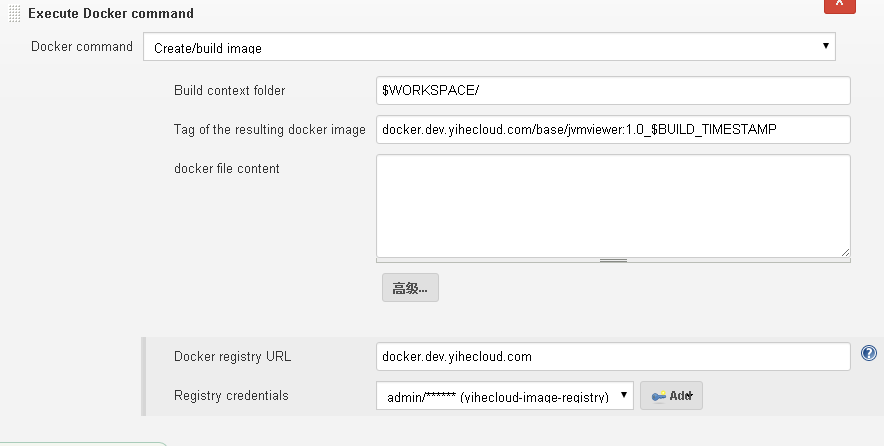 Execute Docker command
X
Docker command
Create/build image
Build context folder
$WORKSPACE/
Tag of the resulting docker image
docker.dev.yihecloud.com/base/jvmviewer:1.0_$BUILD_TIMESTAMP
docker file content
高级...
Docker registry URL
docker.dev.yihecloud.com
Registry credentials
admin/****** (yihecloud-image-registry)
Add